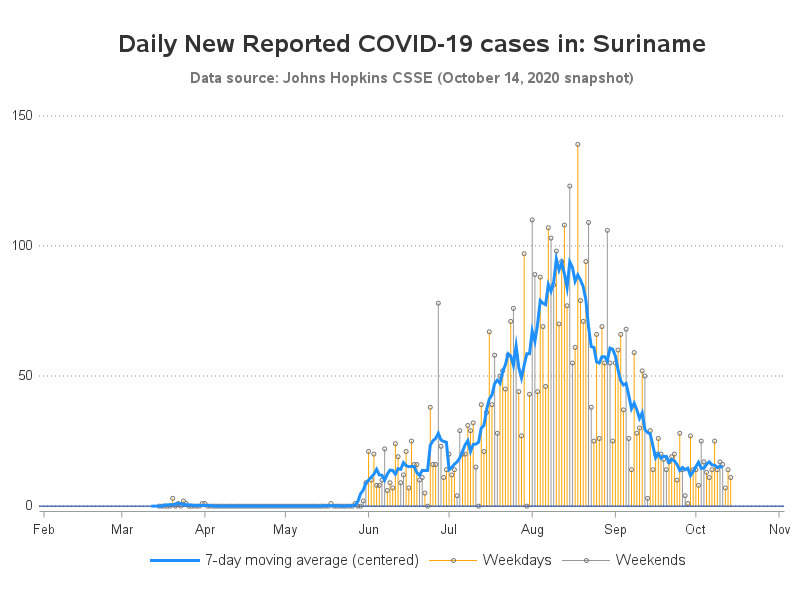 Daily New Reported COVID-19 cases in: Suriname
Data source: Johns Hopkins CSSE (October 14, 2020 snapshot)
150
100
50
0
Feb Mar Apr May Jun Jul Aug Sep Oct Nov
7-day moving average (centered) Weekdays Weekends